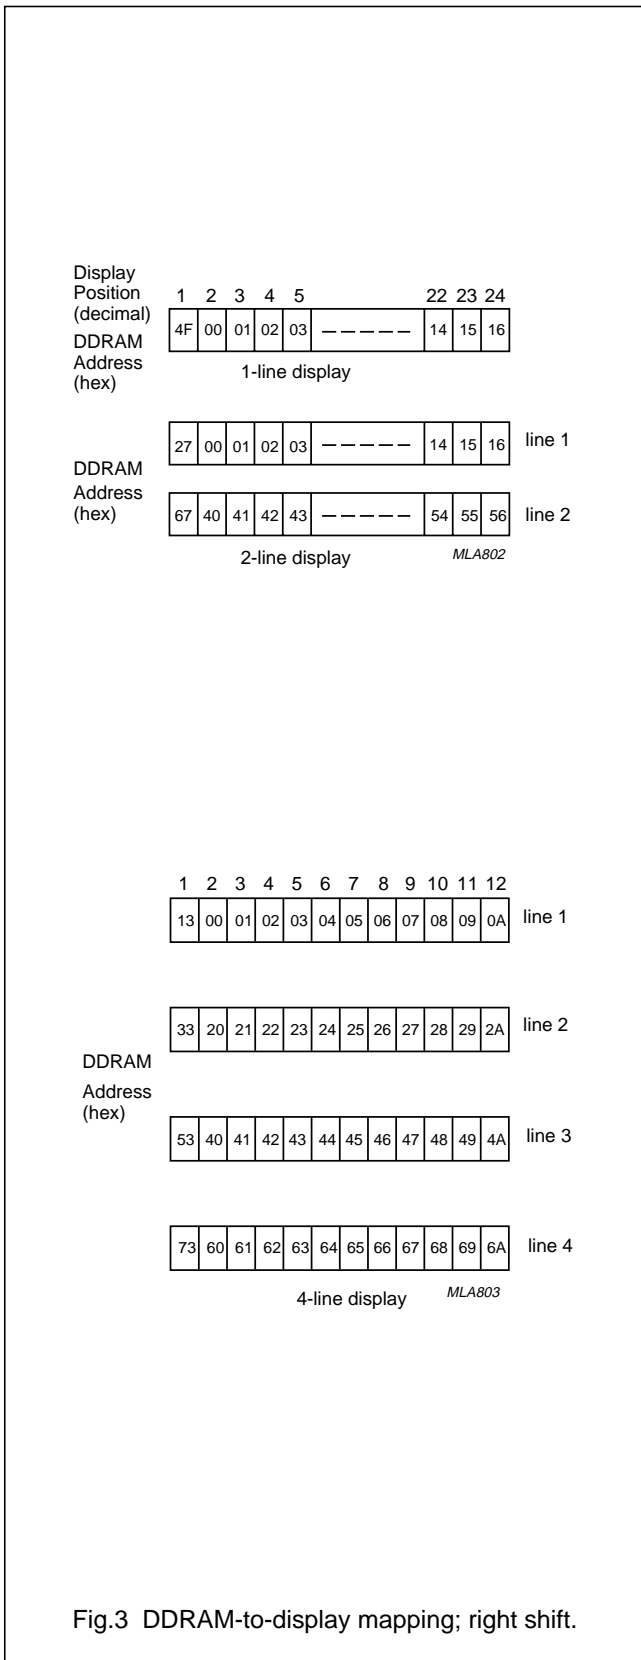 Display
Position
(decimal)
1 2 3 4 5 22 23 24
DDRAM
Address
(hex)
4F 00 01 02 03 – – – – – 14 15 16
1-line display
DDRAM
Address
(hex)
27 00 01 02 03 – – – – – 14 15 16 line 1
67 40 41 42 43 – – – – – 54 55 56 line 2
2-line display MLA802
1 2 3 4 5 6 7 8 9 10 11 12
13 00 01 02 03 04 05 06 07 08 09 0A line 1
33 20 21 22 23 24 25 26 27 28 29 2A line 2
DDRAM
Address
(hex)
53 40 41 42 43 44 45 46 47 48 49 4A line 3
73 60 61 62 63 64 65 66 67 68 69 6A line 4
4-line display MLA803
Fig.3 DDRAM-to-display mapping; right shift.